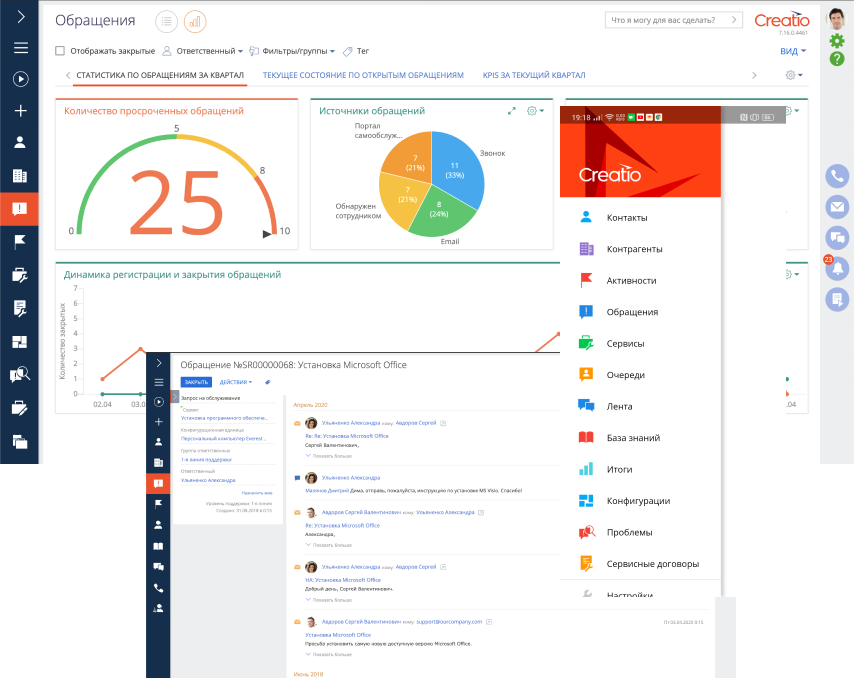 Обращения
Что я могу для вас сделать?
Creatio
7.16.0.4461
Отображать закрытые
Ответственный
Фильтры/группы
Тег
ВИД
СТАТИСТИКА ПО ОБРАЩЕНИЯМ ЗА КВАРТАЛ
ТЕКУЩЕЕ СОСТОЯНИЕ ПО ОТКРЫТЫМ ОБРАЩЕНИЯМ
KPIS ЗА ТЕКУЩИЙ КВАРТАЛ
Количество просроченных обращений
0
5
8
10
25
Источники обращений
Портал
самообслуж...
Звонок
Обнаружен
сотрудником
Email
7
(21%)
11
(33%)
7
(21%)
8
(24%)
23
Динамика регистрации и закрытия обращений
Количество закрытых
7
6
5
4
3
2
1
0
02.04
03.0
.04
19:18
Creatio
Контакты
Контрагенты
Активности
Обращения
Сервисы
Очереди
Лента
База знаний
Итоги
Конфигурации
Проблемы
Сервисные договоры
Настройки
Обращение №SR00000068: Установка Microsoft Office
ЗАКРЫТЬ
ДЕЙСТВИЯ
Запрос на обслуживание
Сервис
Установка программного обеспече...
Конфигурационная единица
Персональный компьютер Everest ..
Группа ответственных
1-я линия поддержки
Ответственный
Ульяненко Александра
Назначить мне
Уровень поддержки: 1-я линия
Создано: 31.08.2018 в 0:15
Апрель 2020
Ульяненко Александра кому: Авдоров Сергей
Re: Re: Установка Microsoft Office
Сергей Валентинович,
Показать больше
Ульяненко Александра
Малянов Дмитрий Дима, отправь, пожалуйста, инструкцию по установке MS Visio. Спасибо!
Авдоров Сергей Валентинович кому: Ульяненко Александра
Re: Установка Microsoft Office
Александра,
Показать больше
Ульяненко Александра кому: Авдоров Сергей
НА: Установка Microsoft Office
Добрый день, Сергей Валентинович.
Показать больше
Авдоров Сергей Валентинович кому: support@ourcompany.com
Пт 03.04.2020 9:15
Установка Microsoft Office
Просьба установить самую новую доступную версию Microsoft Office.
Показать больше
Июнь 2018